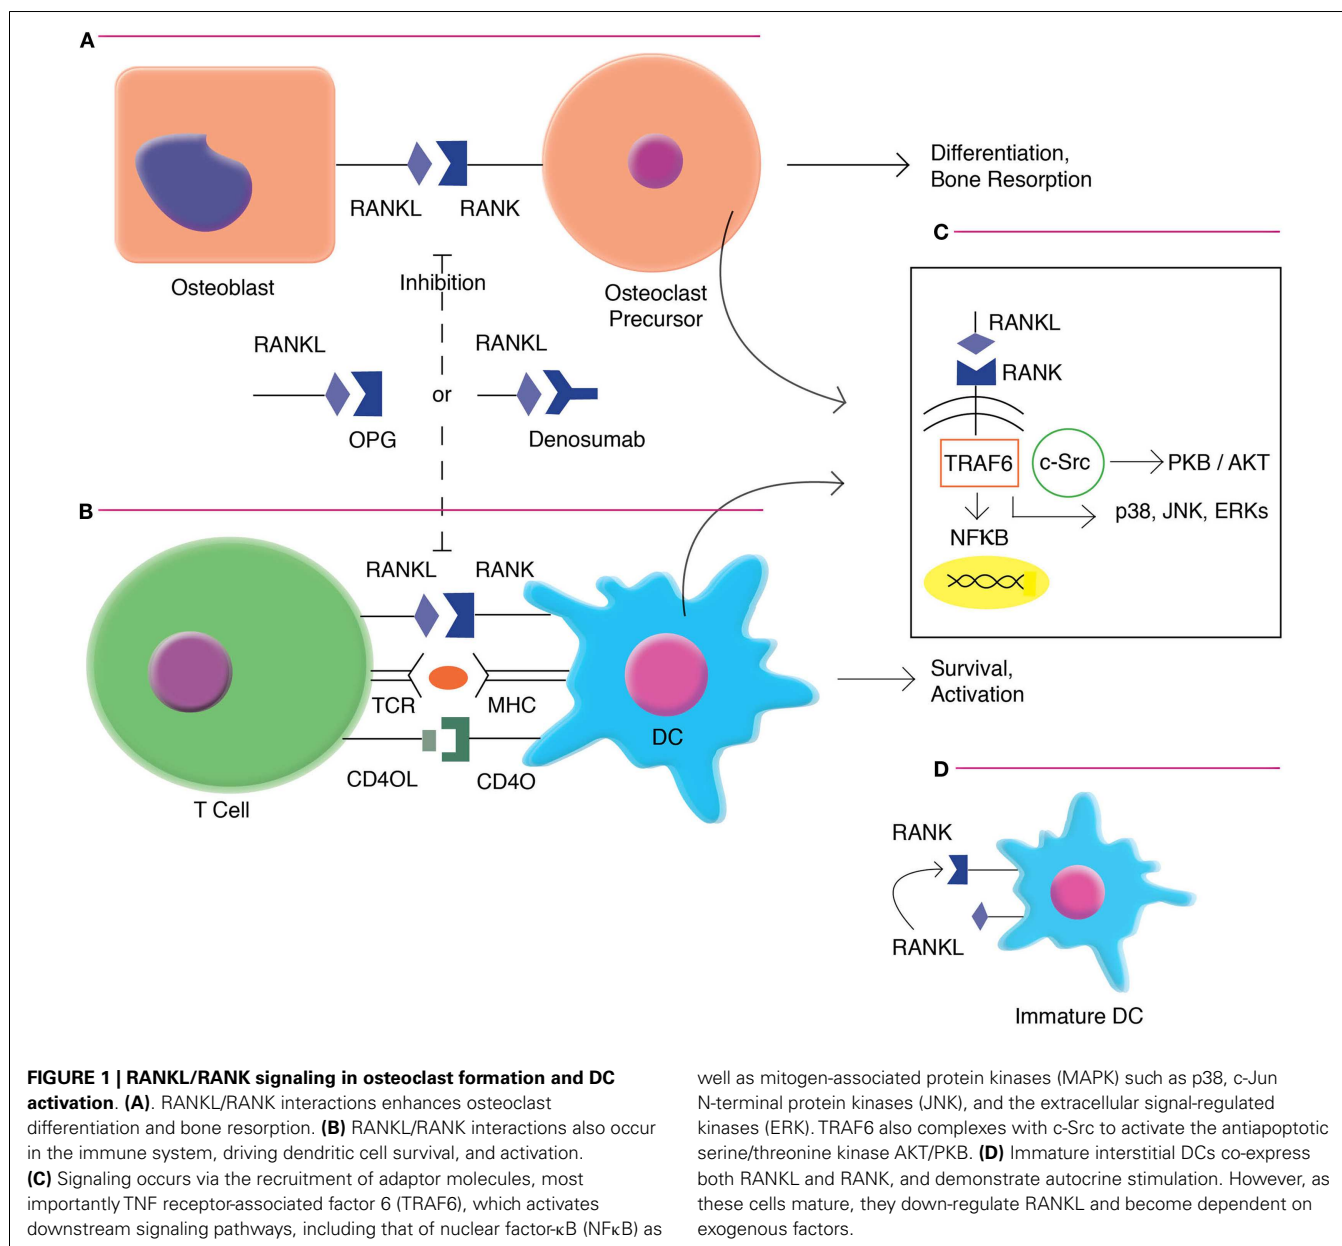 A
RANKL
RANK
Differentiation,
Bone Resorption
Osteoblast
Inhibition
Osteoclast
Precursor
RANKL
RANKL
or
OPG
Denosumab
C
RANKL
RANK
TRAF6
c-Src
PKB / AKT
p38, JNK, ERKs
NFκB
B
RANKL
RANK
TCR
MHC
DC
CD4OL
CD4O
T Cell
Survival,
Activation
D
RANK
RANKL
Immature DC
FIGURE 1 | RANKL/RANK signaling in osteoclast formation and DC
activation. (A). RANKL/RANK interactions enhances osteoclast
differentiation and bone resorption. (B) RANKL/RANK interactions also occur
in the immune system, driving dendritic cell survival, and activation.
(C) Signaling occurs via the recruitment of adaptor molecules, most
importantly TNF receptor-associated factor 6 (TRAF6), which activates
downstream signaling pathways, including that of nuclear factor-κB (NFκB) as
well as mitogen-associated protein kinases (MAPK) such as p38, c-Jun
N-terminal protein kinases (JNK), and the extracellular signal-regulated
kinases (ERK). TRAF6 also complexes with c-Src to activate the antiapoptotic
serine/threonine kinase AKT/PKB. (D) Immature interstitial DCs co-express
both RANKL and RANK, and demonstrate autocrine stimulation. However, as
these cells mature, they down-regulate RANKL and become dependent on
exogenous factors.